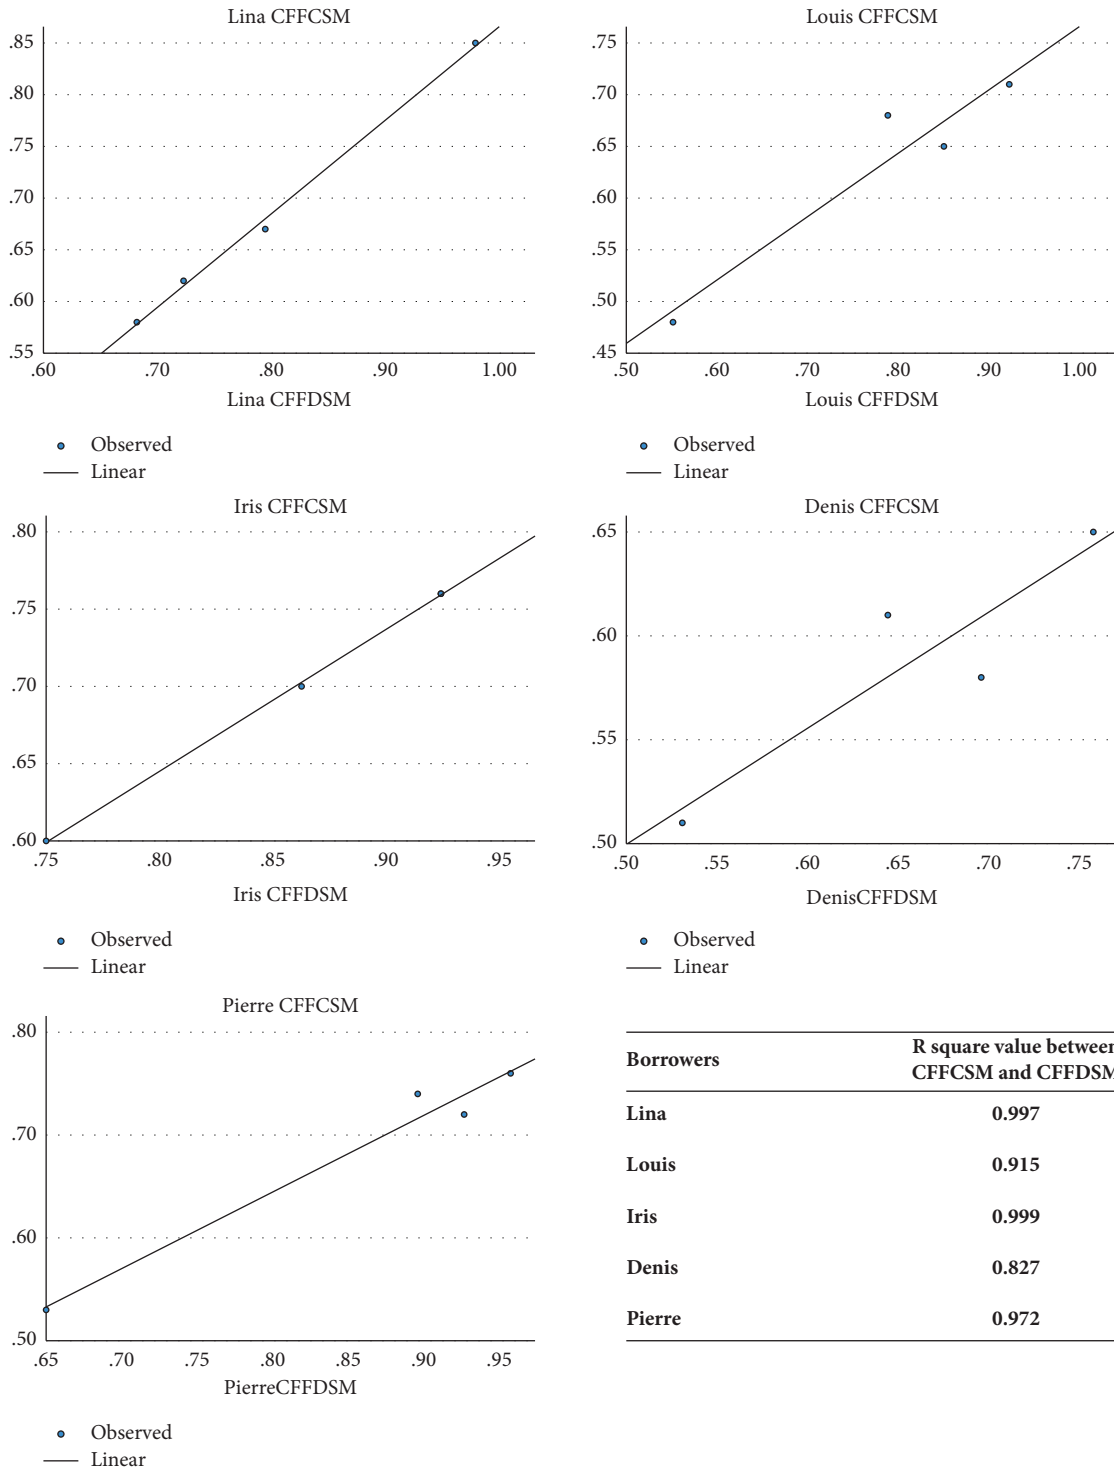 Lina CFFCSM
.85
.80
.75
.70
.65
.60
.55
.60 .70 .80 .90 1.00
Lina CFFDSM
Observed
Linear
Louis CFFCSM
.75
.70
.65
.60
.55
.50
.45
.50 .60 .70 .80 .90 1.00
Louis CFFDSM
Observed
Linear
Iris CFFCSM
.80
.75
.70
.65
.60
.75 .80 .85 .90 .95
Iris CFFDSM
Observed
Linear
Denis CFFCSM
.65
.60
.55
.50
.50 .55 .60 .65 .70 .75
DenisCFFDSM
Observed
Linear
Pierre CFFCSM
.80
.70
.60
.50
.65 .70 .75 .80 .85 .90 .95
PierreCFFDSM
Observed
Linear
Borrowers R square value between
CFFCSM and CFFDSM
Lina 0.997
Louis 0.915
Iris 0.999
Denis 0.827
Pierre 0.972